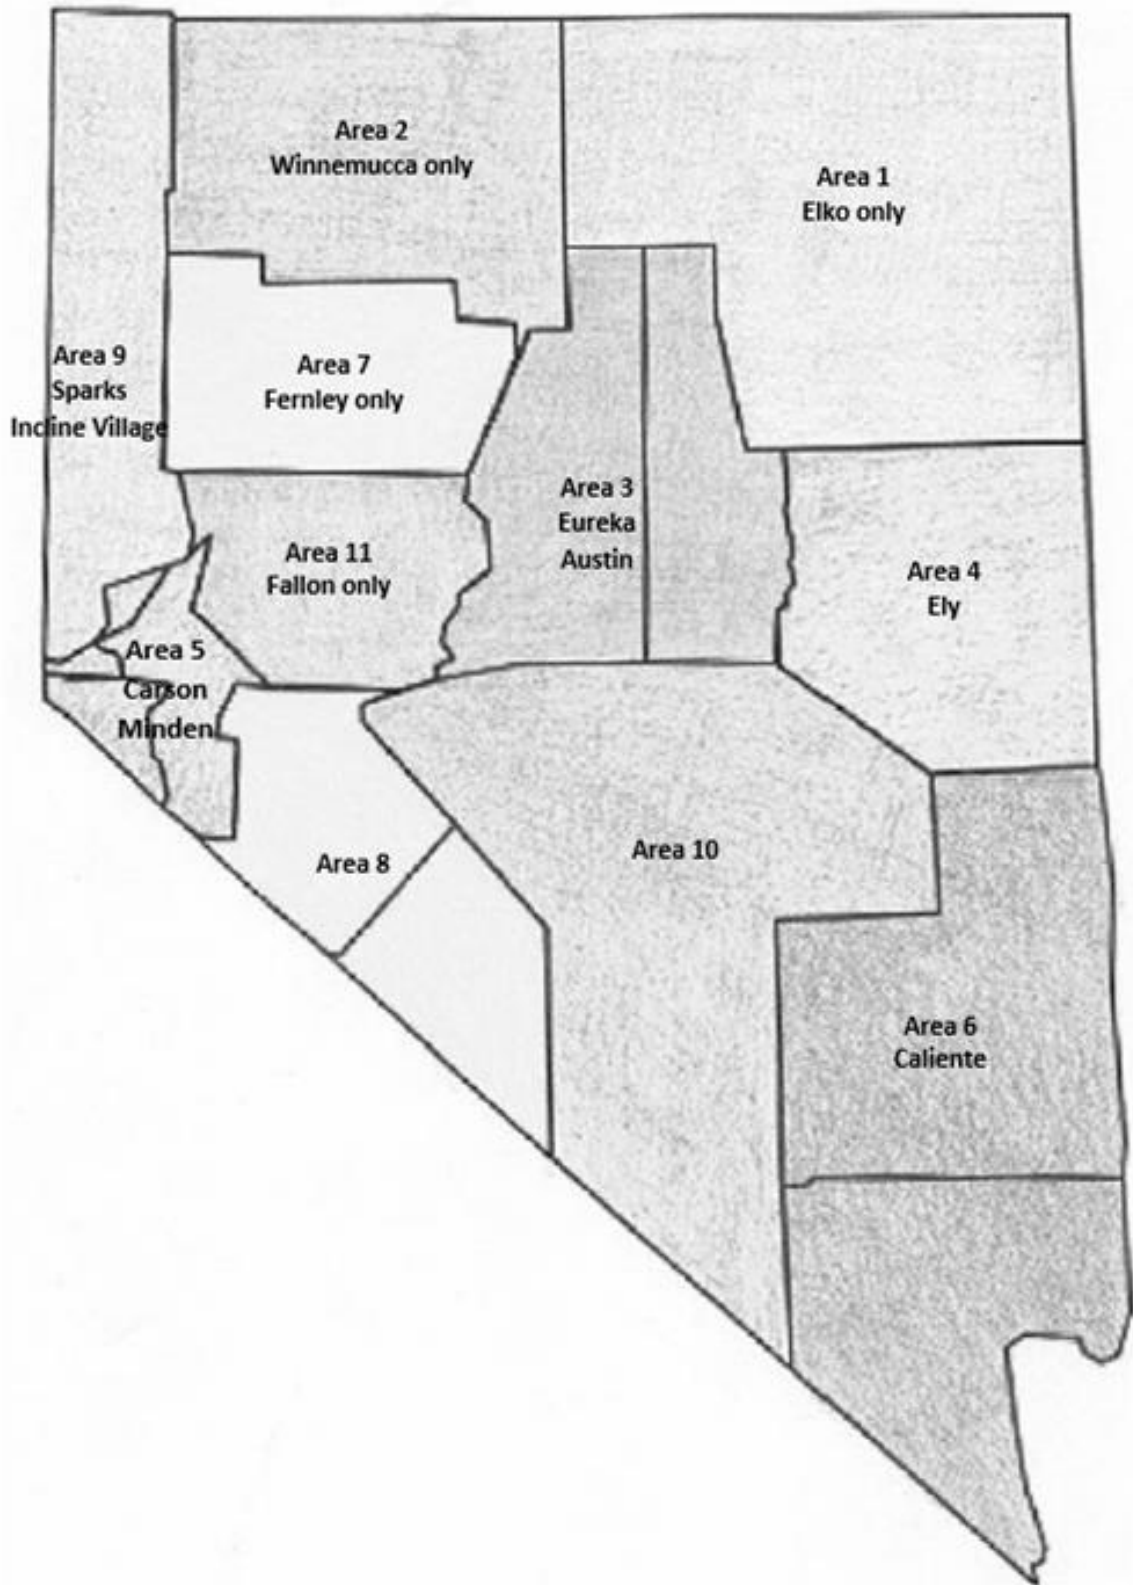 Area 2
Winnemucca only
Area 1
Elko only
Area 9
Sparks
Incline Village
Area 7
Fernley only
Area 3
Eureka
Austin
Area 11
Fallon only
Area 4
Ely
Area 5
Carson
Minden
Area 8
Area 10
Area 6
Caliente